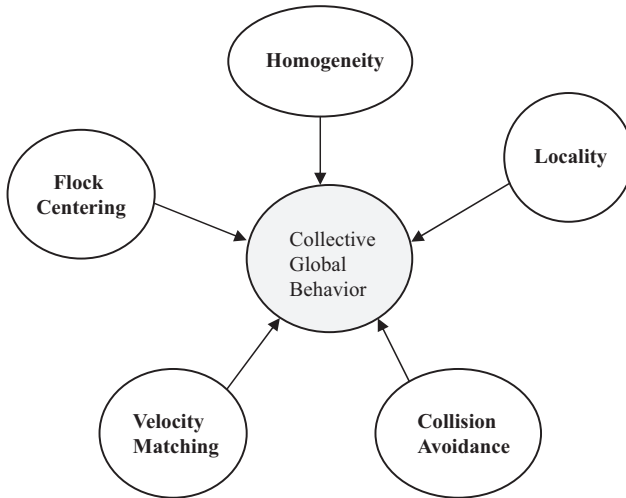 Homogeneity
Locality
Flock
Centering
Collective
Global
Behavior
Velocity
Matching
Collision
Avoidance